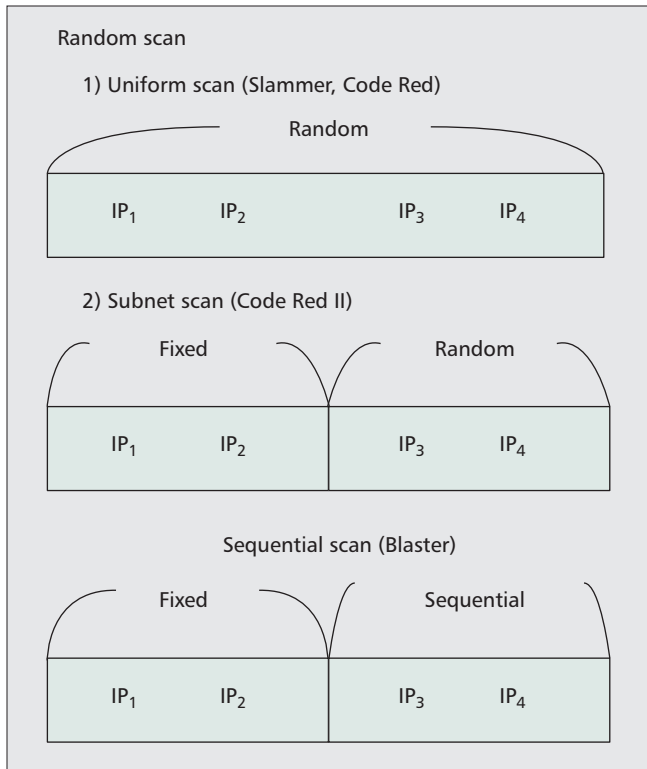 Random scan
1) Uniform scan (Slammer, Code Red)
Random
IP₁ IP₂ IP₃ IP₄
2) Subnet scan (Code Red II)
Fixed Random
IP₁ IP₂ IP₃ IP₄
Sequential scan (Blaster)
Fixed Sequential
IP₁ IP₂ IP₃ IP₄